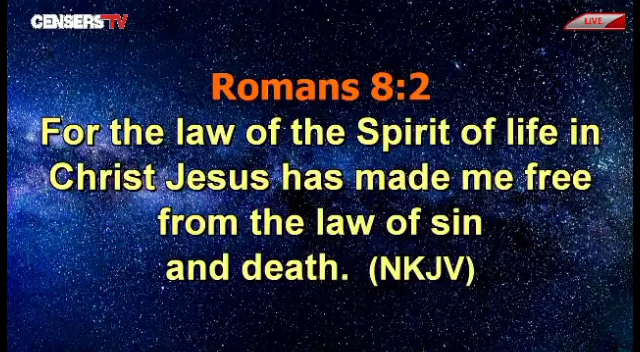 CENSERS TV
LIVE
Romans 8:2
For the law of the Spirit of life in
Christ Jesus has made me free
from the law of sin
and death. (NKJV)